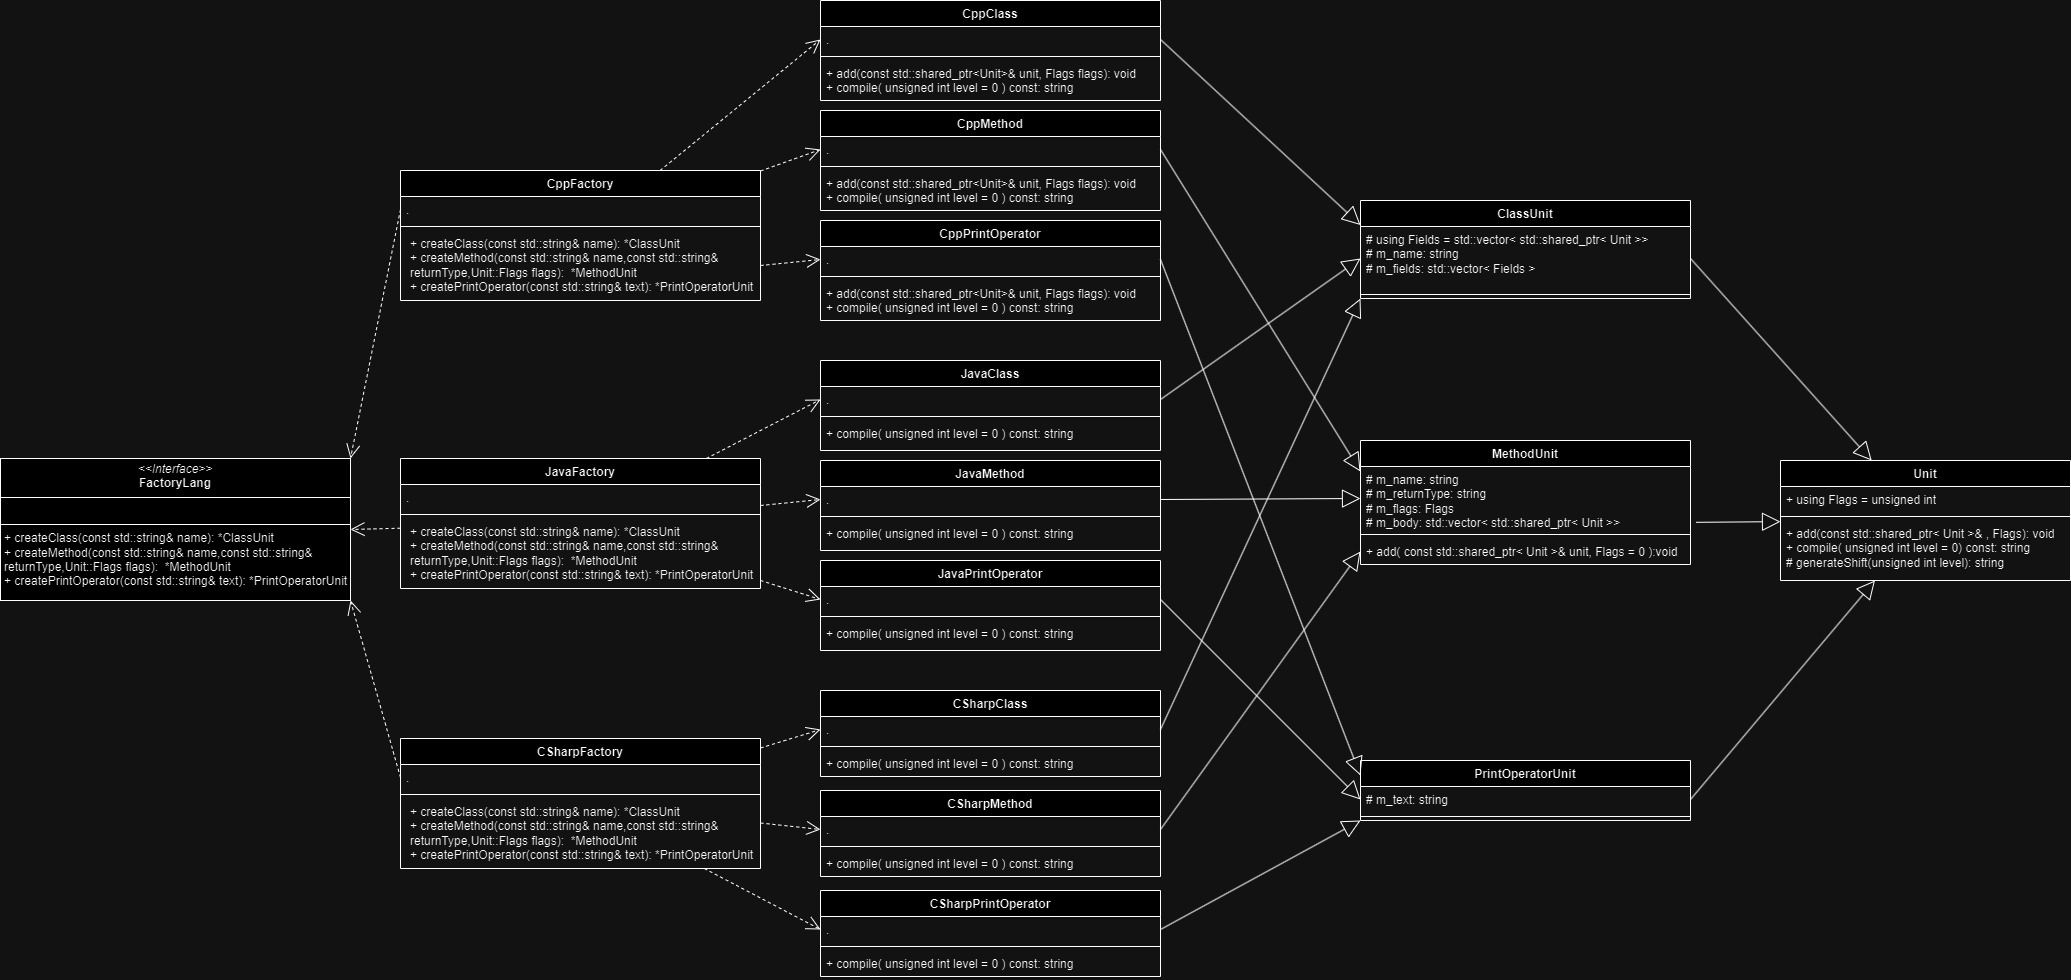 CppClass
.
+ add(const std::shared_ptr<Unit>& unit, Flags flags): void
+ compile( unsigned int level = 0 ) const: string
CppMethod
.
+ add(const std::shared_ptr<Unit>& unit, Flags flags): void
+ compile( unsigned int level = 0 ) const: string
CppPrintOperator
.
+ add(const std::shared_ptr<Unit>& unit, Flags flags): void
+ compile( unsigned int level = 0 ) const: string
CppFactory
.
+ createClass(const std::string& name): *ClassUnit
+ createMethod(const std::string& name,const std::string&
returnType,Unit::Flags flags):  *MethodUnit
+ createPrintOperator(const std::string& text): *PrintOperatorUnit
ClassUnit
# using Fields = std::vector< std::shared_ptr< Unit >>
# m_name: string
# m_fields: std::vector< Fields >
JavaClass
.
+ compile( unsigned int level = 0 ) const: string
JavaMethod
.
+ compile( unsigned int level = 0 ) const: string
JavaPrintOperator
.
+ compile( unsigned int level = 0 ) const: string
<<Interface>>
FactoryLang
+ createClass(const std::string& name): *ClassUnit
+ createMethod(const std::string& name,const std::string&
returnType,Unit::Flags flags):  *MethodUnit
+ createPrintOperator(const std::string& text): *PrintOperatorUnit
JavaFactory
.
+ createClass(const std::string& name): *ClassUnit
+ createMethod(const std::string& name,const std::string&
returnType,Unit::Flags flags):  *MethodUnit
+ createPrintOperator(const std::string& text): *PrintOperatorUnit
MethodUnit
# m_name: string
# m_returnType: string
# m_flags: Flags
# m_body: std::vector< std::shared_ptr< Unit >>
+ add( const std::shared_ptr< Unit >& unit, Flags = 0 ):void
Unit
+ using Flags = unsigned int
+ add(const std::shared_ptr< Unit >& , Flags): void
+ compile( unsigned int level = 0) const: string
# generateShift(unsigned int level): string
CSharpClass
.
+ compile( unsigned int level = 0 ) const: string
CSharpFactory
.
+ createClass(const std::string& name): *ClassUnit
+ createMethod(const std::string& name,const std::string&
returnType,Unit::Flags flags):  *MethodUnit
+ createPrintOperator(const std::string& text): *PrintOperatorUnit
CSharpMethod
.
+ compile( unsigned int level = 0 ) const: string
CSharpPrintOperator
.
+ compile( unsigned int level = 0 ) const: string
PrintOperatorUnit
# m_text: string